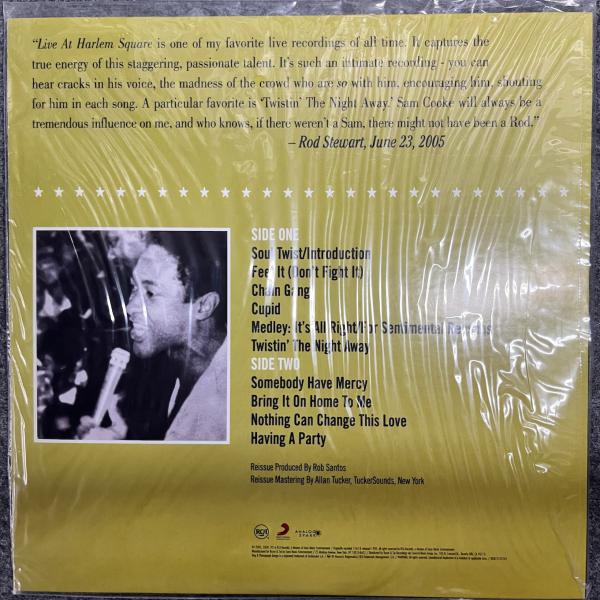 "Live At Harlem Square is one of my favorite live recordings of all time. It captures the
true energy of this staggering, passionate talent. It's such an intimate recording - you can
hear cracks in his voice, the madness of the crowd who are so with him, encouraging him, shouting
for him in each song. A particular favorite is 'Twistin' The Night Away.' Sam Cooke will always be a
tremendous influence on me, and who knows, if there weren't a Sam, there might not have been a Rod."
– Rod Stewart, June 23, 2005
SIDE ONE
Soul Twist/Introduction
Feel It (Don't Fight It)
Chain Gang
Cupid
Medley: It's All Right/For Sentimental Reasons
Twistin' The Night Away
SIDE TWO
Somebody Have Mercy
Bring It On Home To Me
Nothing Can Change This Love
Having A Party
Reissue Produced By Rob Santos
Reissue Mastering By Allan Tucker, TuckerSounds, New York
RCA
ANALOG
SPARK